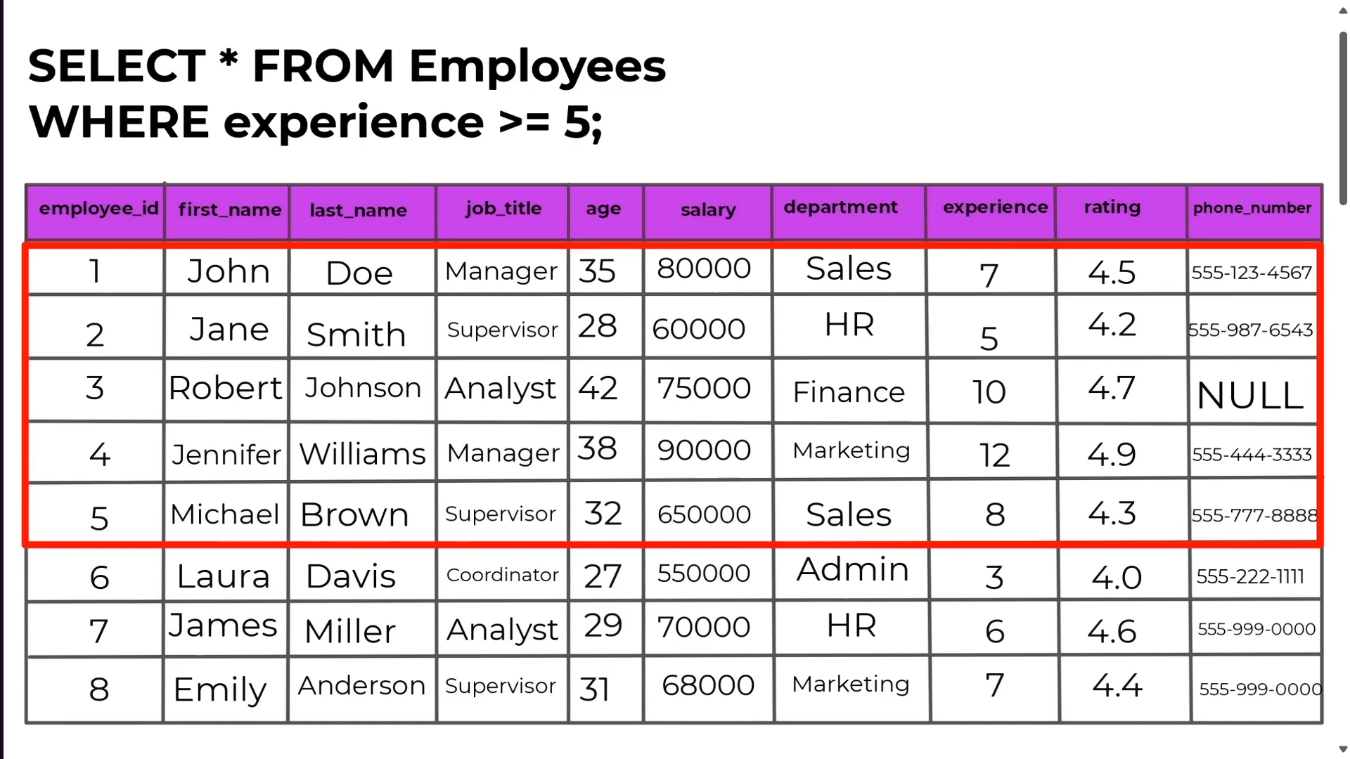 SELECT * FROM Employees
WHERE experience >= 5;
employee_id first_name last_name job_title age salary department experience rating phone_number
1 John Doe Manager 35 80000 Sales 7 4.5 555-123-4567
2 Jane Smith Supervisor 28 60000 HR 5 4.2 555-987-6543
3 Robert Johnson Analyst 42 75000 Finance 10 4.7 NULL
4 Jennifer Williams Manager 38 90000 Marketing 12 4.9 555-444-3333
5 Michael Brown Supervisor 32 650000 Sales 8 4.3 555-777-8888
6 Laura Davis Coordinator 27 550000 Admin 3 4.0 555-222-1111
7 James Miller Analyst 29 70000 HR 6 4.6 555-999-0000
8 Emily Anderson Supervisor 31 68000 Marketing 7 4.4 555-999-0000